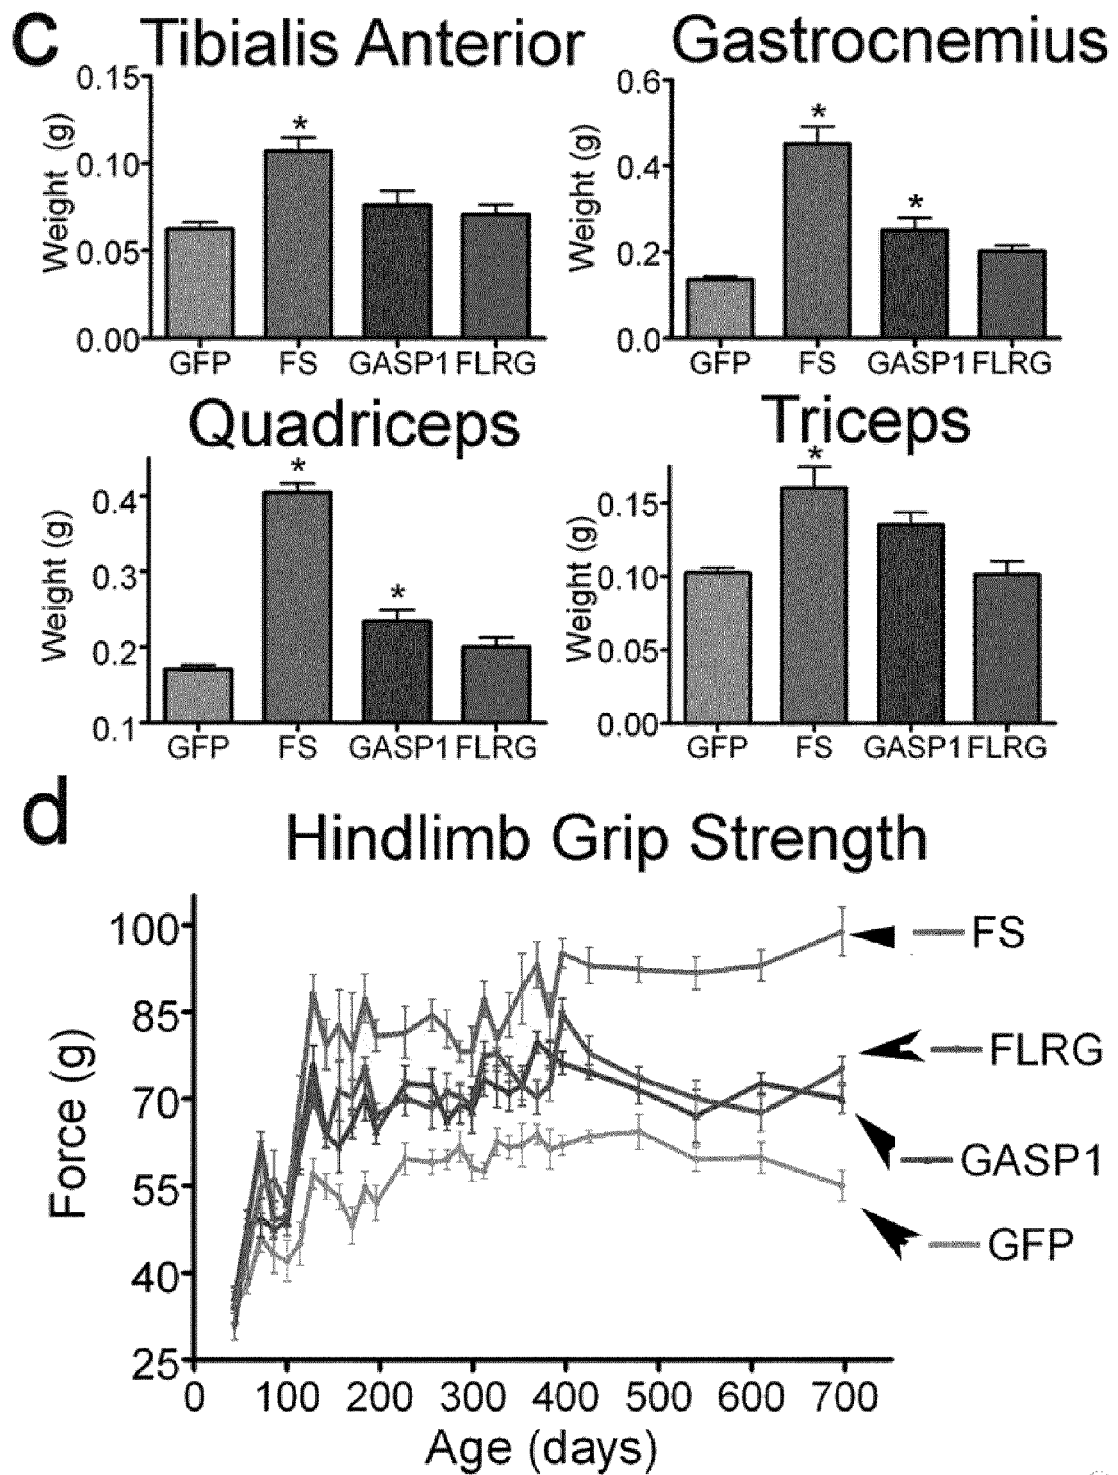 c Tibialis Anterior
Weight (g)
0.15
0.10
0.05
0.00
*
GFP FS GASP1 FLRG
Gastrocnemius
Weight (g)
0.6
0.4
0.2
0.0
*
*
GFP FS GASP1 FLRG
Quadriceps
Weight (g)
0.4
0.3
0.2
0.1
*
*
GFP FS GASP1 FLRG
Triceps
Weight (g)
0.15
0.10
0.05
0.00
*
GFP FS GASP1 FLRG
d
Hindlimb Grip Strength
Force (g)
100
85
70
55
40
25
0 100 200 300 400 500 600 700
Age (days)
FS
FLRG
GASP1
GFP